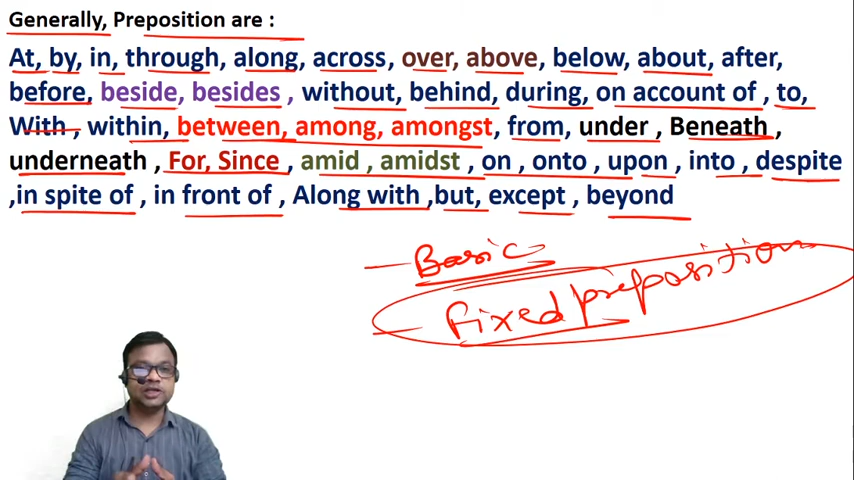 Generally, Preposition are :
At, by, in, through, along, across, over, above, below, about, after,
before, beside, besides , without, behind, during, on account of , to,
With , within, between, among, amongst, from, under , Beneath ,
underneath , For, Since , amid , amidst , on , onto , upon , into , despite
,in spite of , in front of , Along with ,but, except , beyond
- Basic
- Fixed preposition